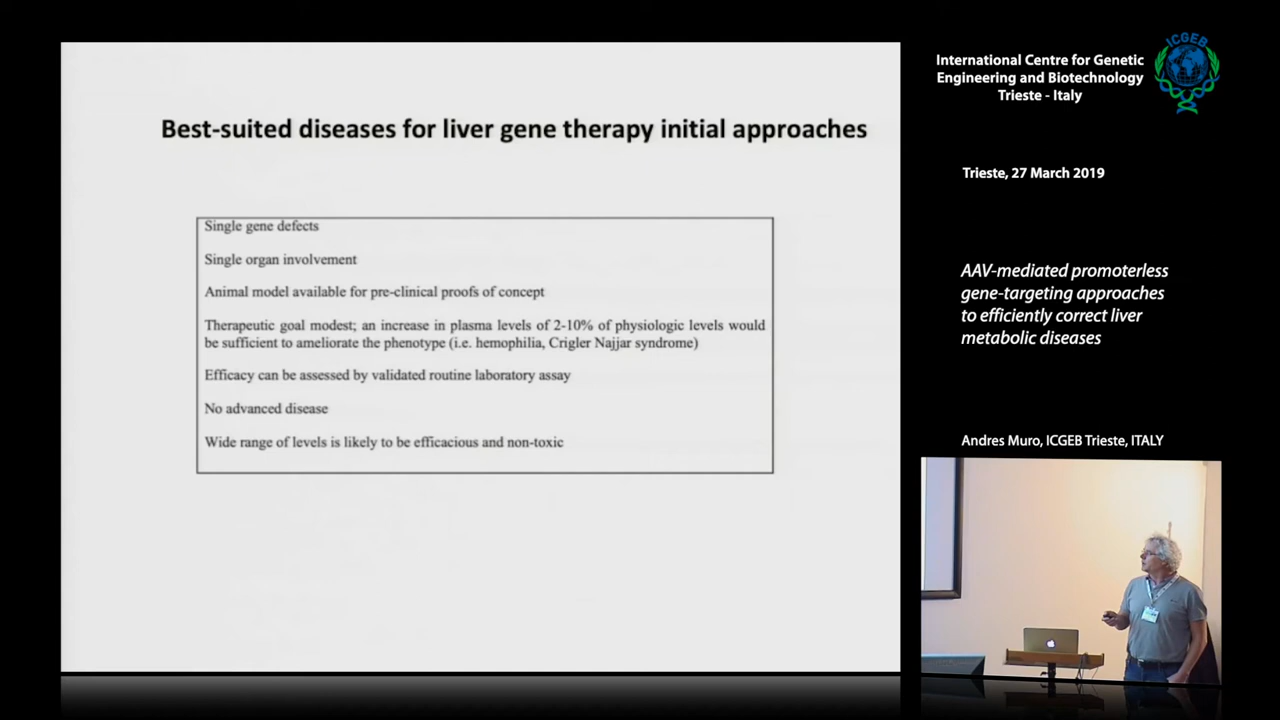 Best-suited diseases for liver gene therapy initial approaches
Single gene defects
Single organ involvement
Animal model available for pre-clinical proofs of concept
Therapeutic goal modest; an increase in plasma levels of 2-10% of physiologic levels would
be sufficient to ameliorate the phenotype (i.e. hemophilia, Crigler Najjar syndrome)
Efficacy can be assessed by validated routine laboratory assay
No advanced disease
Wide range of levels is likely to be efficacious and non-toxic
International Centre for Genetic
Engineering and Biotechnology
Trieste - Italy
ICGEB
Trieste, 27 March 2019
AAV-mediated promoterless
gene-targeting approaches
to efficiently correct liver
metabolic diseases
Andres Muro, ICGEB Trieste, ITALY